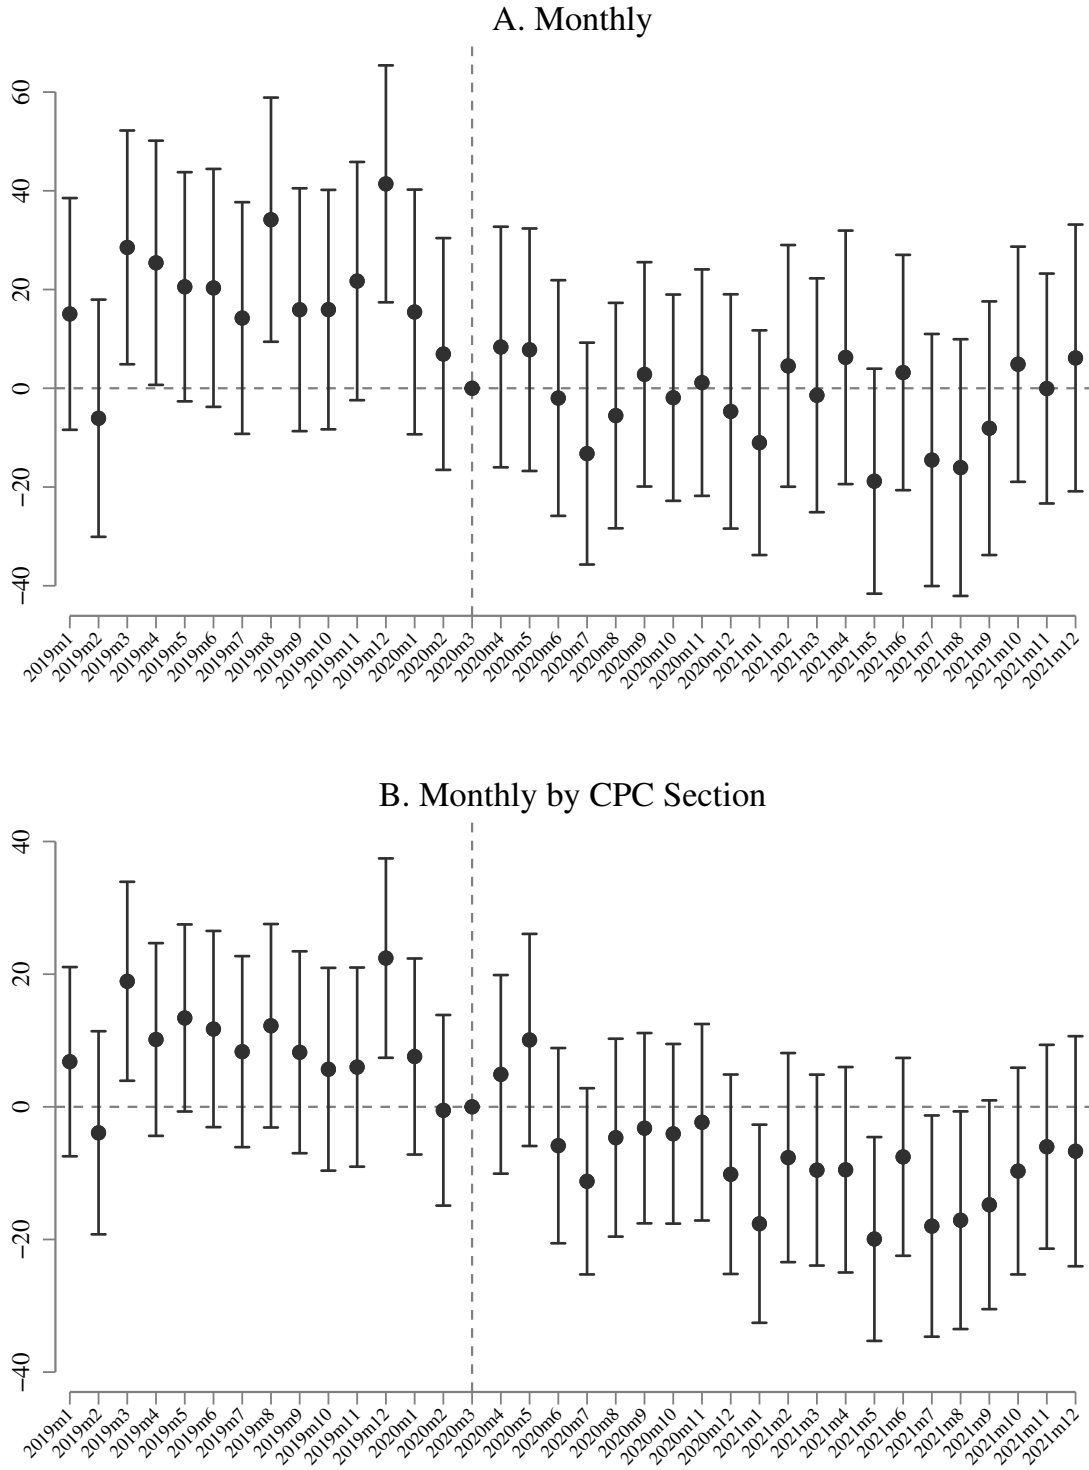 A. Monthly
60
40
20
0
−20
−40
2019m1
2019m2
2019m3
2019m4
2019m5
2019m6
2019m7
2019m8
2019m9
2019m10
2019m11
2019m12
2020m1
2020m2
2020m3
2020m4
2020m5
2020m6
2020m7
2020m8
2020m9
2020m10
2020m11
2020m12
2021m1
2021m2
2021m3
2021m4
2021m5
2021m6
2021m7
2021m8
2021m9
2021m10
2021m11
2021m12
B. Monthly by CPC Section
40
20
0
−20
−40
2019m1
2019m2
2019m3
2019m4
2019m5
2019m6
2019m7
2019m8
2019m9
2019m10
2019m11
2019m12
2020m1
2020m2
2020m3
2020m4
2020m5
2020m6
2020m7
2020m8
2020m9
2020m10
2020m11
2020m12
2021m1
2021m2
2021m3
2021m4
2021m5
2021m6
2021m7
2021m8
2021m9
2021m10
2021m11
2021m12